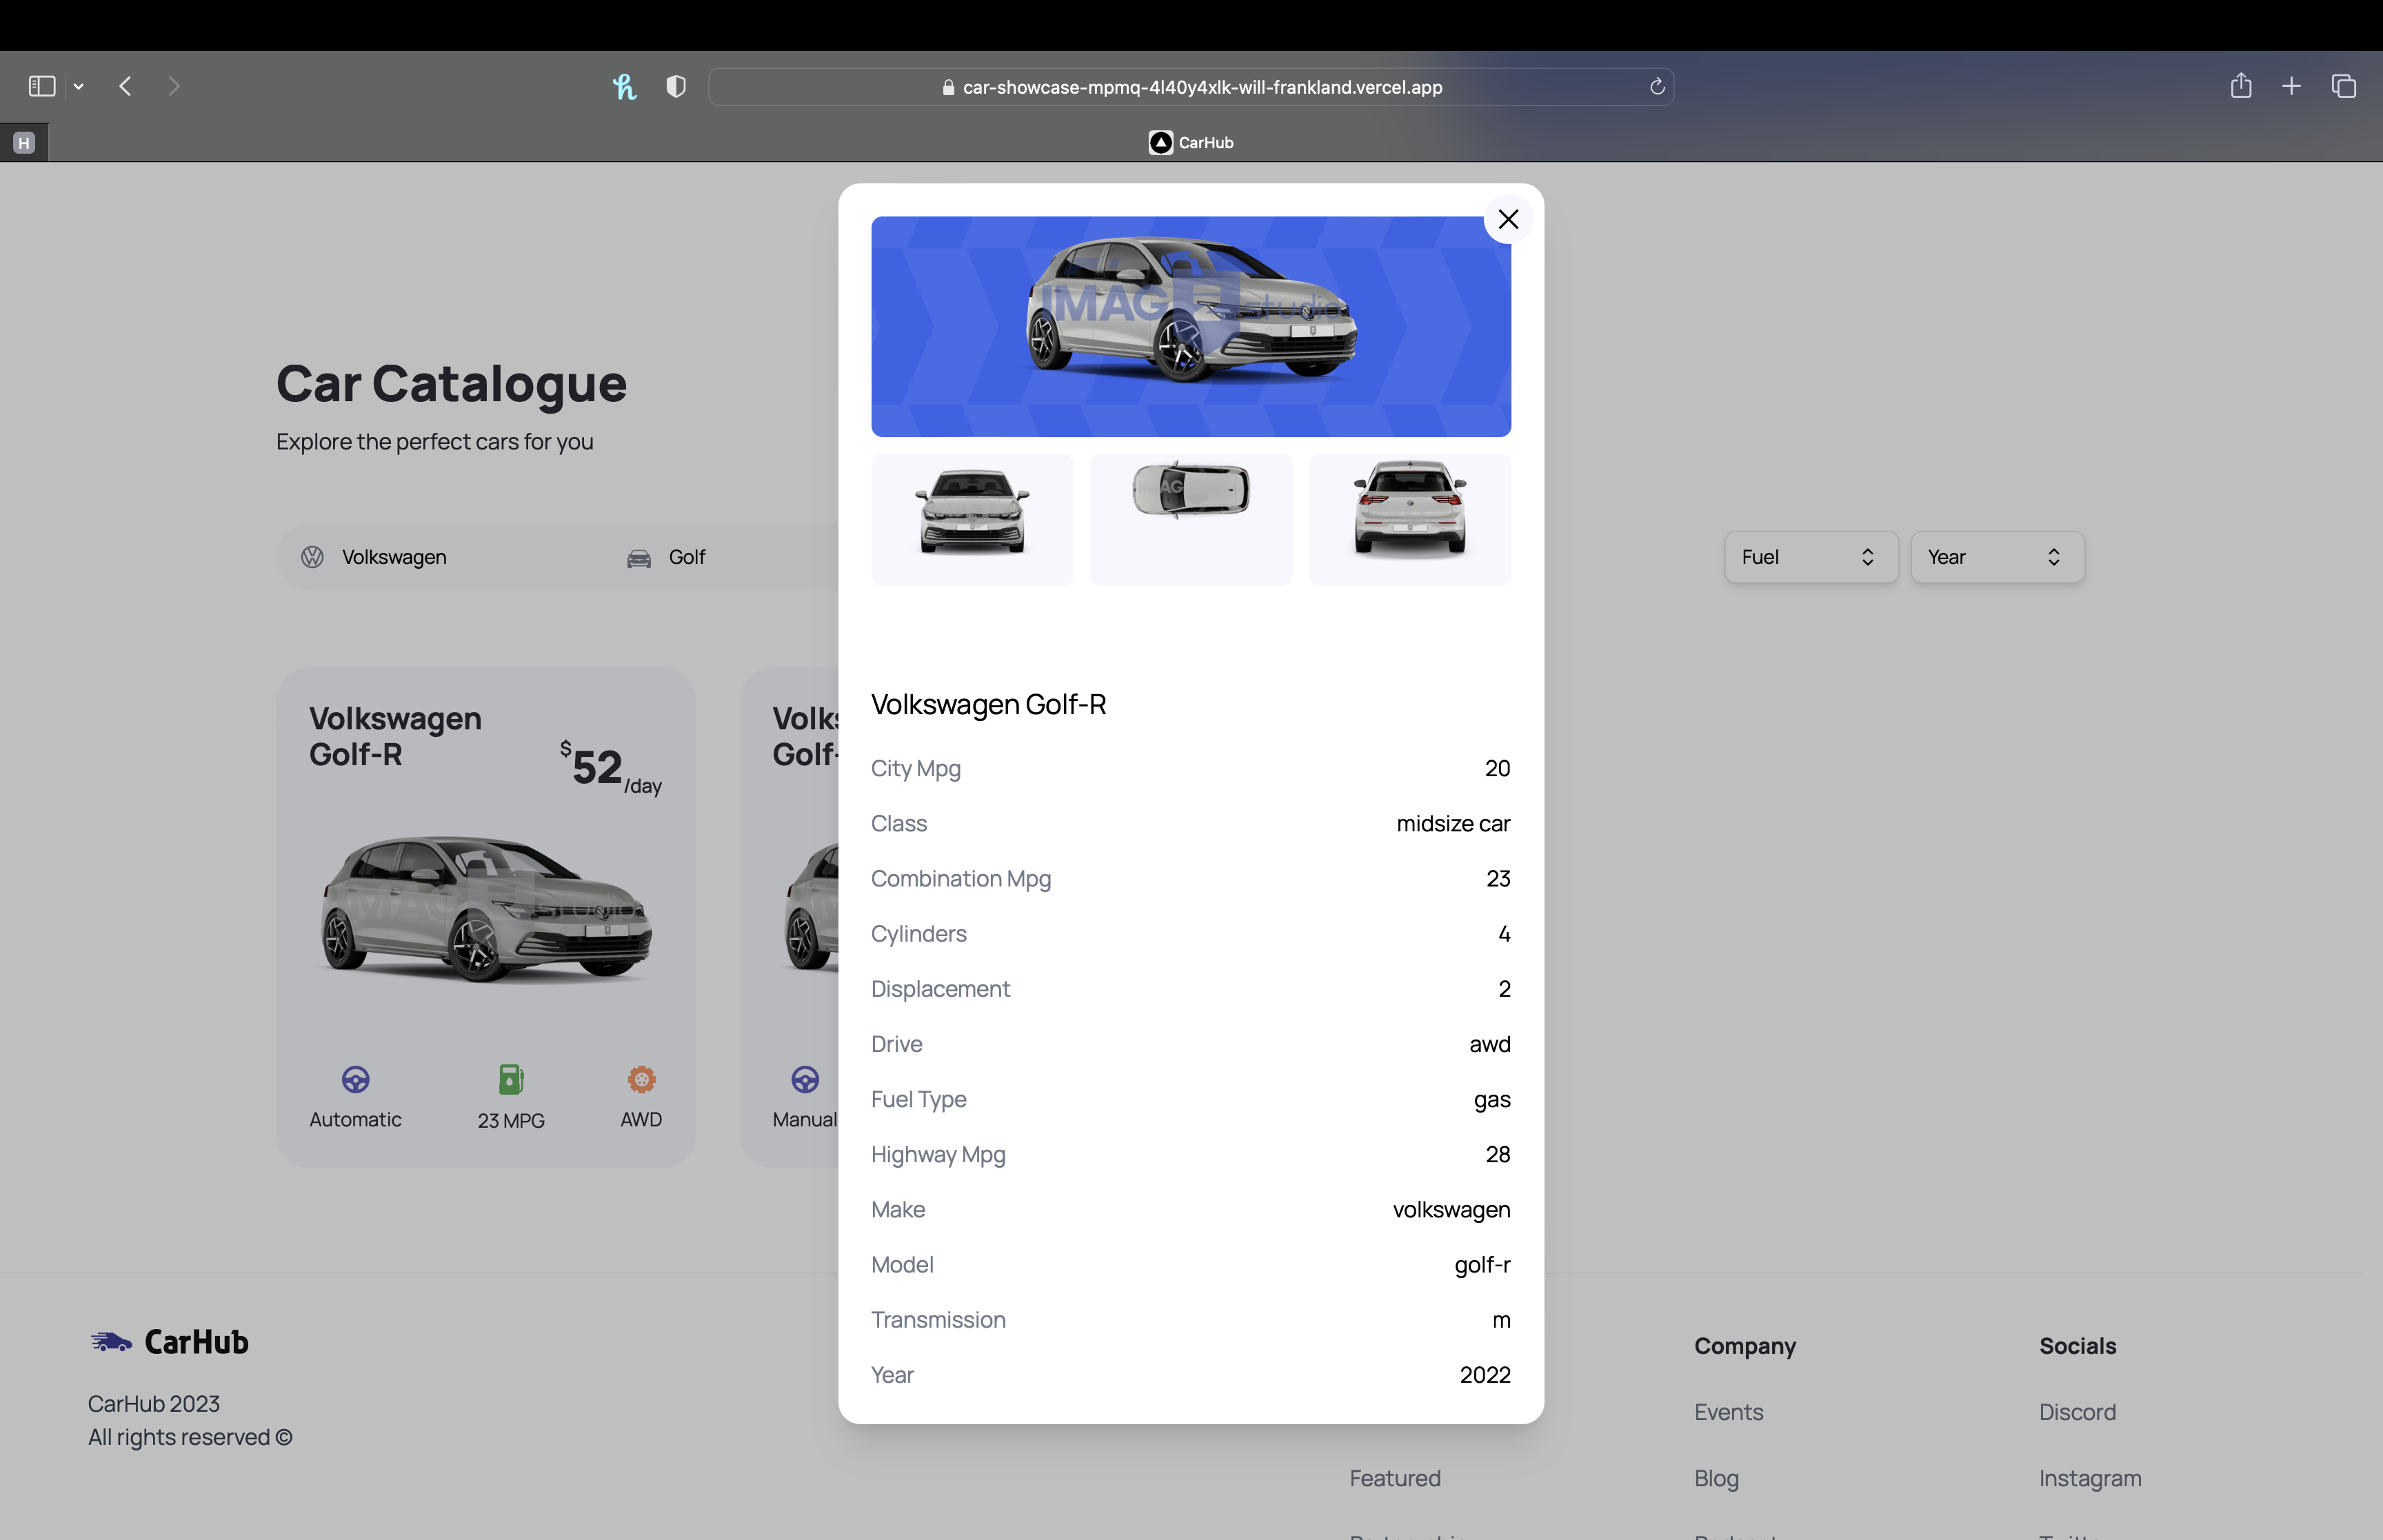 car-showcase-mpmq-4l40y4xlk-will-frankland.vercel.app
H
CarHub
IMAG studio
AG
Car Catalogue
Explore the perfect cars for you
Volkswagen
Golf
Fuel
Year
Volkswagen
Golf-R
$52/day
Automatic
23 MPG
AWD
Volks
Golf-
Manual
Volkswagen Golf-R
City Mpg 20
Class midsize car
Combination Mpg 23
Cylinders 4
Displacement 2
Drive awd
Fuel Type gas
Highway Mpg 28
Make volkswagen
Model golf-r
Transmission m
Year 2022
CarHub
CarHub 2023
All rights reserved ©
Featured
Company
Events
Blog
Socials
Discord
Instagram